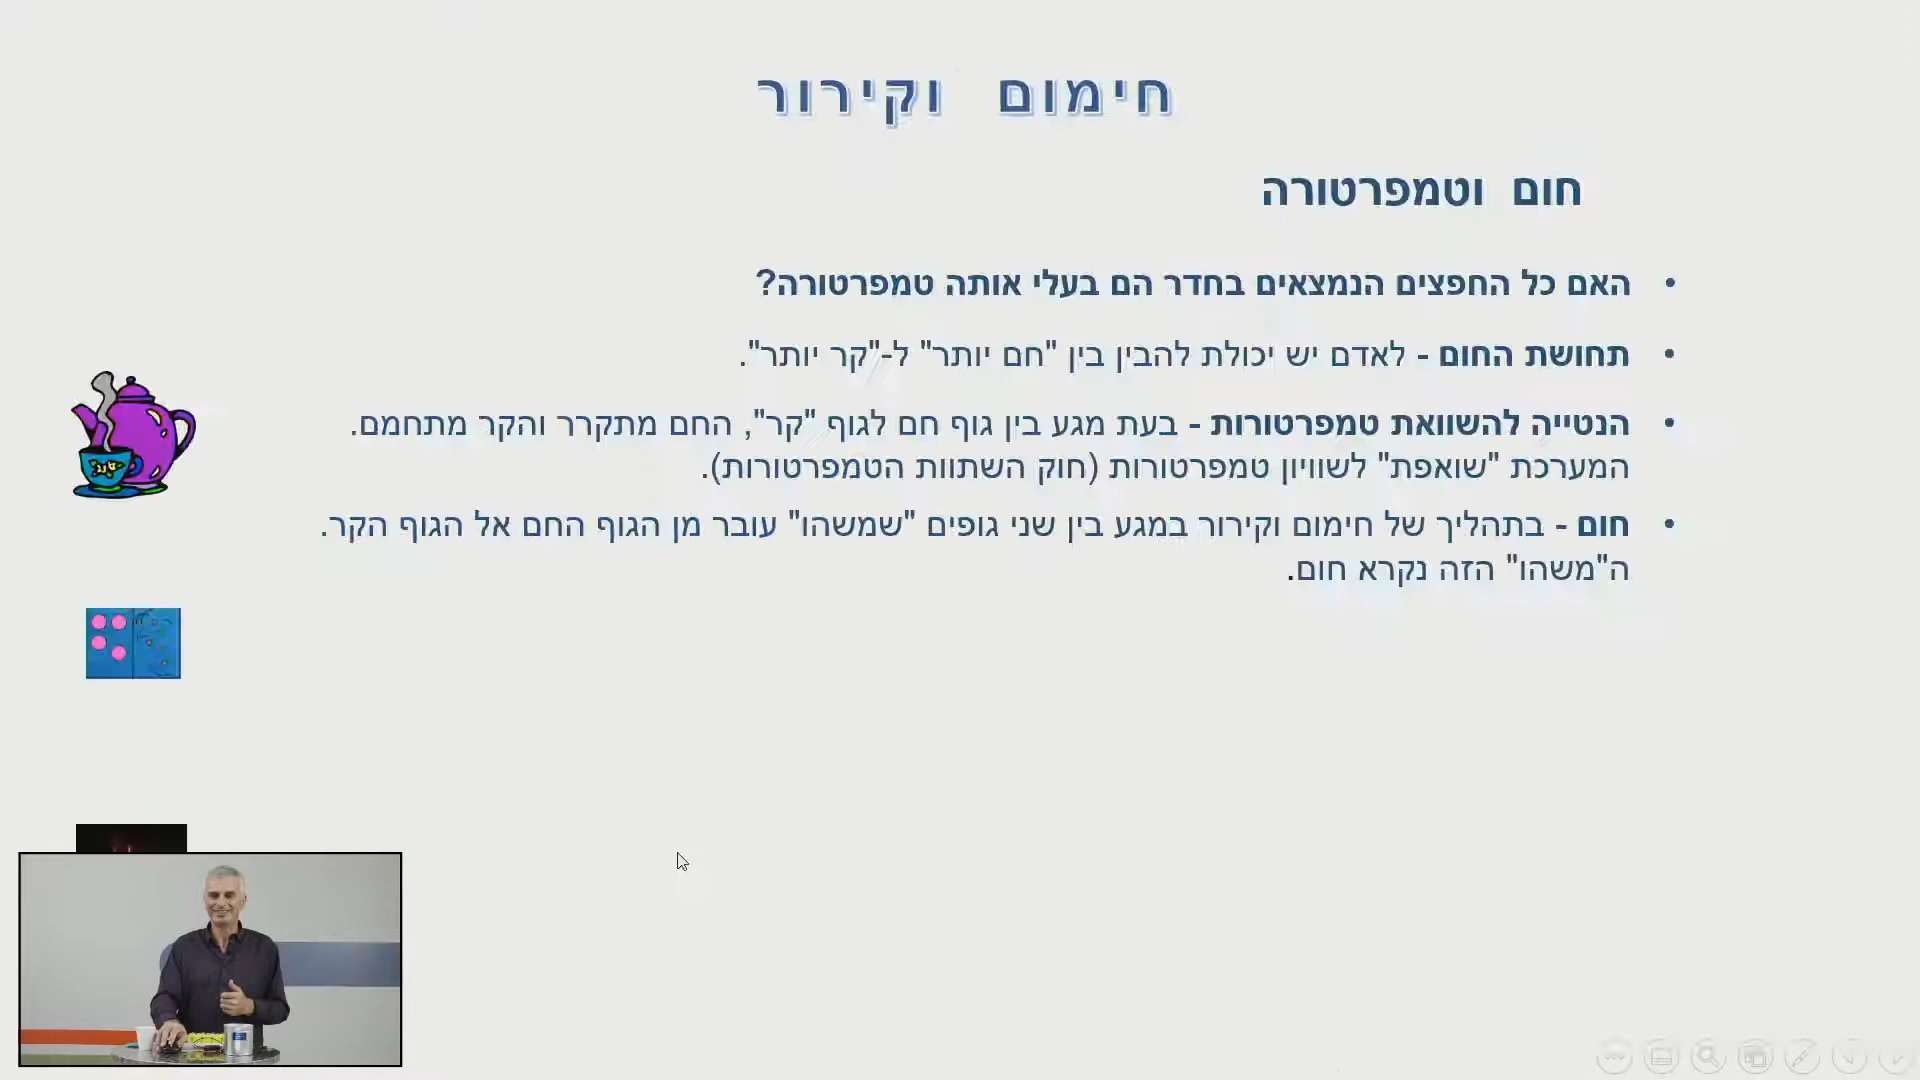 חימום וקירור
חום וטמפרטורה
• האם כל החפצים הנמצאים בחדר הם בעלי אותה טמפרטורה?
• תחושת החום - לאדם יש יכולת להבין בין "חם יותר" ל-"קר יותר".
• הנטייה להשוואת טמפרטורות - בעת מגע בין גוף חם לגוף "קר", החם מתקרר והקר מתחמם.
המערכת "שואפת" לשוויון טמפרטורות (חוק השתוות הטמפרטורות).
• חום - בתהליך של חימום וקירור במגע בין שני גופים "שמשהו" עובר מן הגוף החם אל הגוף הקר.
ה"משהו" הזה נקרא חום.